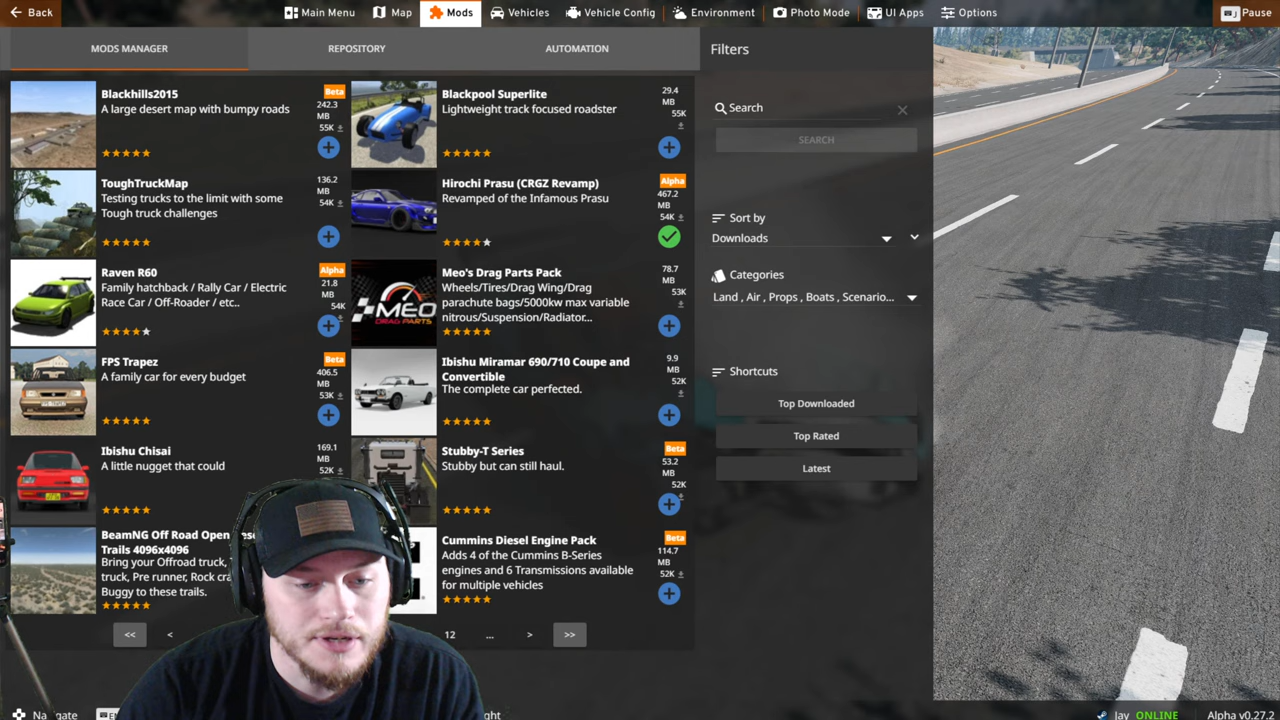 Back
Main Menu
Map
Mods
Vehicles
Vehicle Config
Environment
Photo Mode
UI Apps
Options
Pause
MODS MANAGER
REPOSITORY
AUTOMATION
Blackhills2015
A large desert map with bumpy roads
Beta
242.3
MB
55K
Blackpool Superlite
Lightweight track focused roadster
29.4
MB
55K
ToughTruckMap
Testing trucks to the limit with some
Tough truck challenges
136.2
MB
54K
Hirochi Prasu (CRGZ Revamp)
Revamped of the Infamous Prasu
Alpha
467.2
MB
54K
Raven R60
Family hatchback / Rally Car / Electric
Race Car / Off-Roader / etc..
Alpha
21.8
MB
54K
Meo's Drag Parts Pack
Wheels/Tires/Drag Wing/Drag
parachute bags/5000kw max variable
nitrous/Suspension/Radiator...
78.7
MB
53K
MEO
DRAG PARTS
FPS Trapez
A family car for every budget
Beta
406.5
MB
53K
Ibishu Miramar 690/710 Coupe and
Convertible
The complete car perfected.
9.9
MB
52K
Ibishu Chisai
A little nugget that could
169.1
MB
52K
Stubby-T Series
Stubby but can still haul.
Beta
53.2
MB
52K
BeamNG Off Road Open
Trails 4096x4096
Bring your Offroad truck,
truck, Pre runner, Rock cra
Buggy to these trails.
Cummins Diesel Engine Pack
Adds 4 of the Cummins B-Series
engines and 6 Transmissions available
for multiple vehicles
Beta
114.7
MB
52K
<<
<
12
...
>
>>
Filters
Search
SEARCH
Sort by
Downloads
Categories
Land , Air , Props , Boats , Scenario...
Shortcuts
Top Downloaded
Top Rated
Latest
Jay ONLINE
Alpha v0.27.2